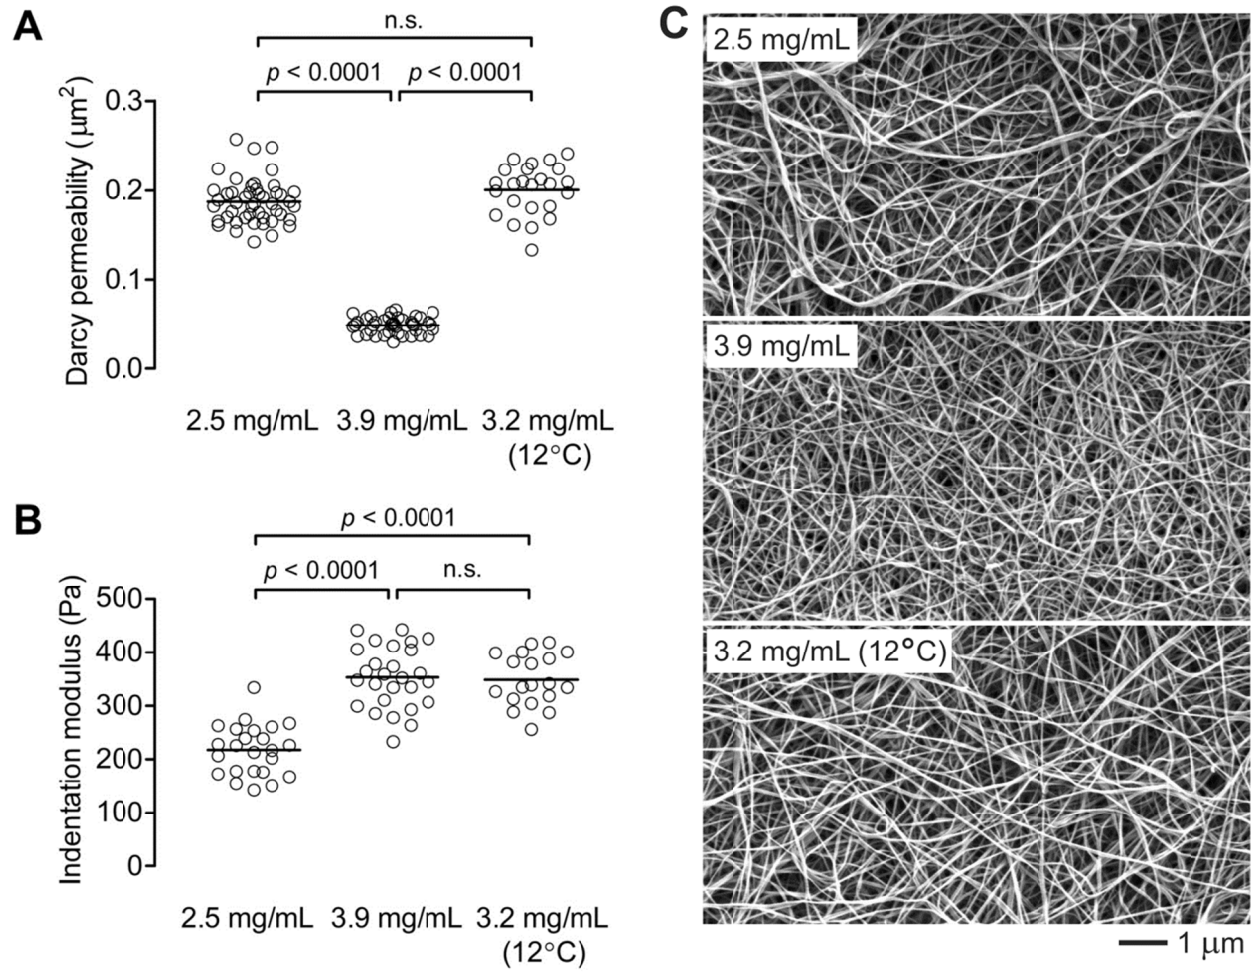 A
n.s.
p < 0.0001
p < 0.0001
Darcy permeability (μm²)
0.3
0.2
0.1
0.0
2.5 mg/mL
3.9 mg/mL
3.2 mg/mL
(12°C)
B
p < 0.0001
p < 0.0001
n.s.
Indentation modulus (Pa)
500
400
300
200
100
0
2.5 mg/mL
3.9 mg/mL
3.2 mg/mL
(12°C)
C
2.5 mg/mL
3.9 mg/mL
3.2 mg/mL (12°C)
1 μm